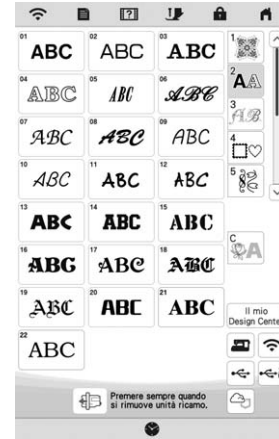 01 ABC
02 ABC
03 ABC
1
04 ABC
05 ABC
06 ABC
2 AA
07 ABC
08 ABC
09 ABC
3 AB
10 ABC
11 ABC
12 ABC
4
13 ABC
14 ABC
15 ABC
5
16 ABC
17 ABC
18 ABC
C A
19 ABC
20 ABC
21 ABC
Il mio
Design Cente
22 ABC
Premere sempre quando
si rimuove unità ricamo.